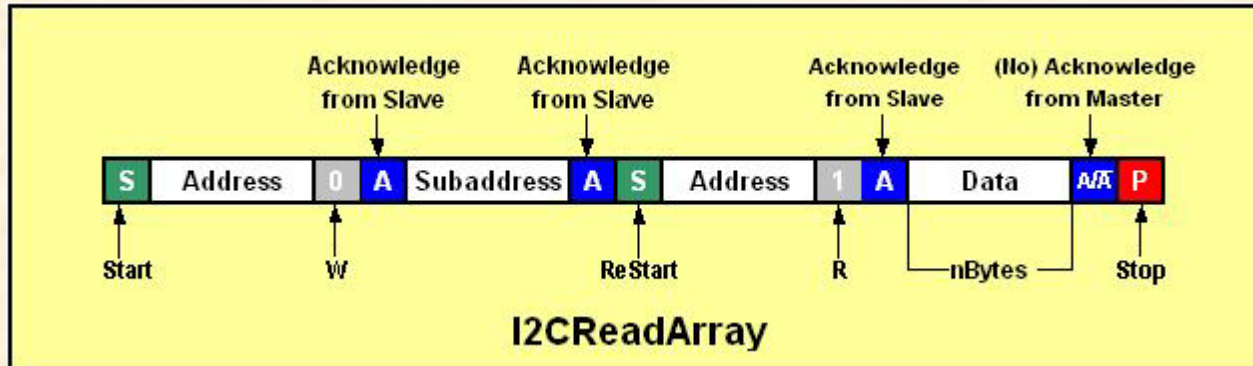 Acknowledge from Slave
Acknowledge from Slave
Acknowledge from Slave
(No) Acknowledge from Master
S Address 0 A Subaddress A S Address 1 A Data A/A̅ P
Start W ReStart R nBytes Stop
I2CReadArray